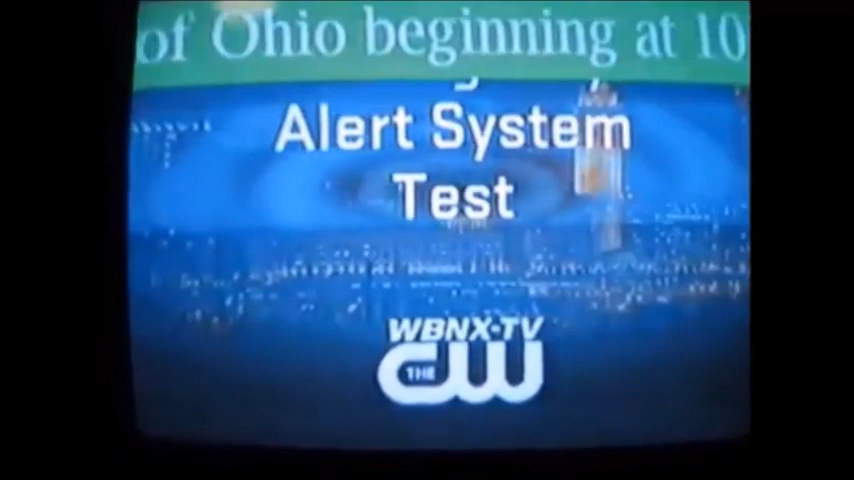 of Ohio beginning at 10
Alert System
Test
WBNX-TV
THE CW